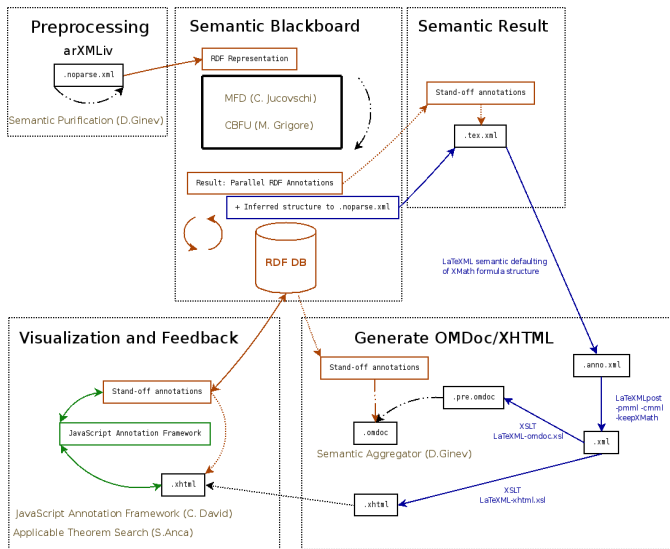 Preprocessing
arXMLiv
.noparse.xml
Semantic Purification (D.Ginev)
Semantic Blackboard
RDF Representation
MFD (C. Jucovschi)
CBFU (M. Grigore)
Result: Parallel RDF Annotations
+ Inferred structure to .noparse.xml
RDF DB
Semantic Result
Stand-off annotations
.tex.xml
LaTeXML semantic defaulting
of XMath formula structure
Visualization and Feedback
Stand-off annotations
JavaScript Annotation Framework
.xhtml
JavaScript Annotation Framework (C. David)
Applicable Theorem Search (S.Anca)
Generate OMDoc/XHTML
Stand-off annotations
.anno.xml
.pre.omdoc
LaTeXMLpost
-pmml -cmml
-keepXMath
.omdoc
XSLT
LaTeXML-omdoc.xsl
.xml
Semantic Aggregator (D.Ginev)
XSLT
LaTeXML-xhtml.xsl
.xhtml